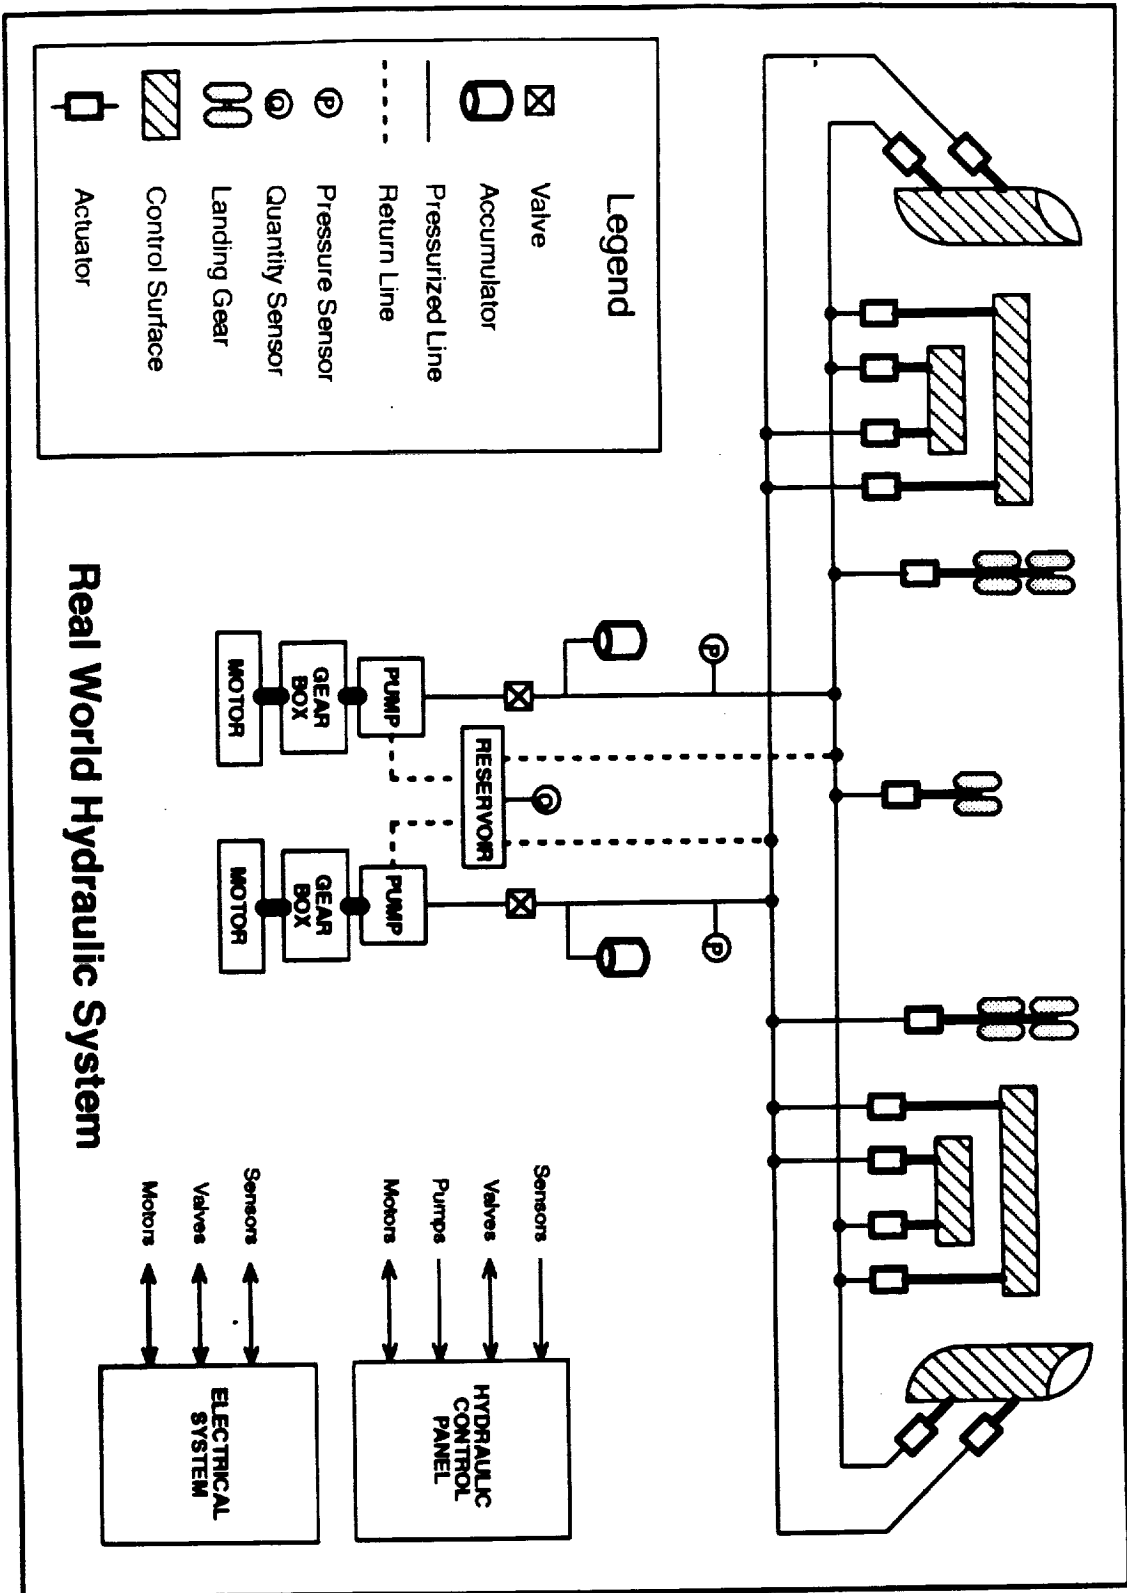 Legend
Valve
Accumulator
Pressurized Line
Return Line
P
Pressure Sensor
Q
Quantity Sensor
Landing Gear
Control Surface
Actuator
P
P
Q
RESERVOIR
PUMP
PUMP
GEAR
BOX
GEAR
BOX
MOTOR
MOTOR
Sensors
Valves
Pumps
Motors
HYDRAULIC
CONTROL
PANEL
Sensors
Valves
Motors
ELECTRICAL
SYSTEM
Real World Hydraulic System